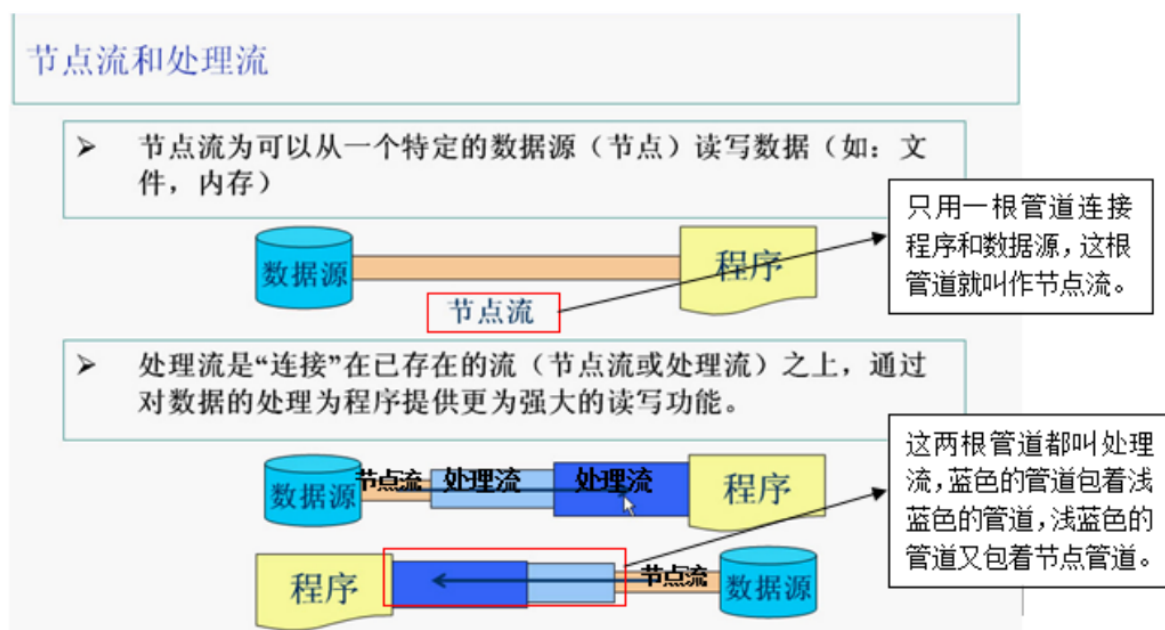 节点流和处理流
➢ 节点流为可以从一个特定的数据源（节点）读写数据（如：文
件，内存）
只用一根管道连接
程序和数据源，这根
管道就叫作节点流。
数据源
程序
节点流
➢ 处理流是“连接”在已存在的流（节点流或处理流）之上，通过
对数据的处理为程序提供更为强大的读写功能。
这两根管道都叫处理
流，蓝色的管道包着浅
蓝色的管道，浅蓝色的
管道又包着节点管道。
数据源 节点流 处理流 处理流 程序
程序 节点流 数据源